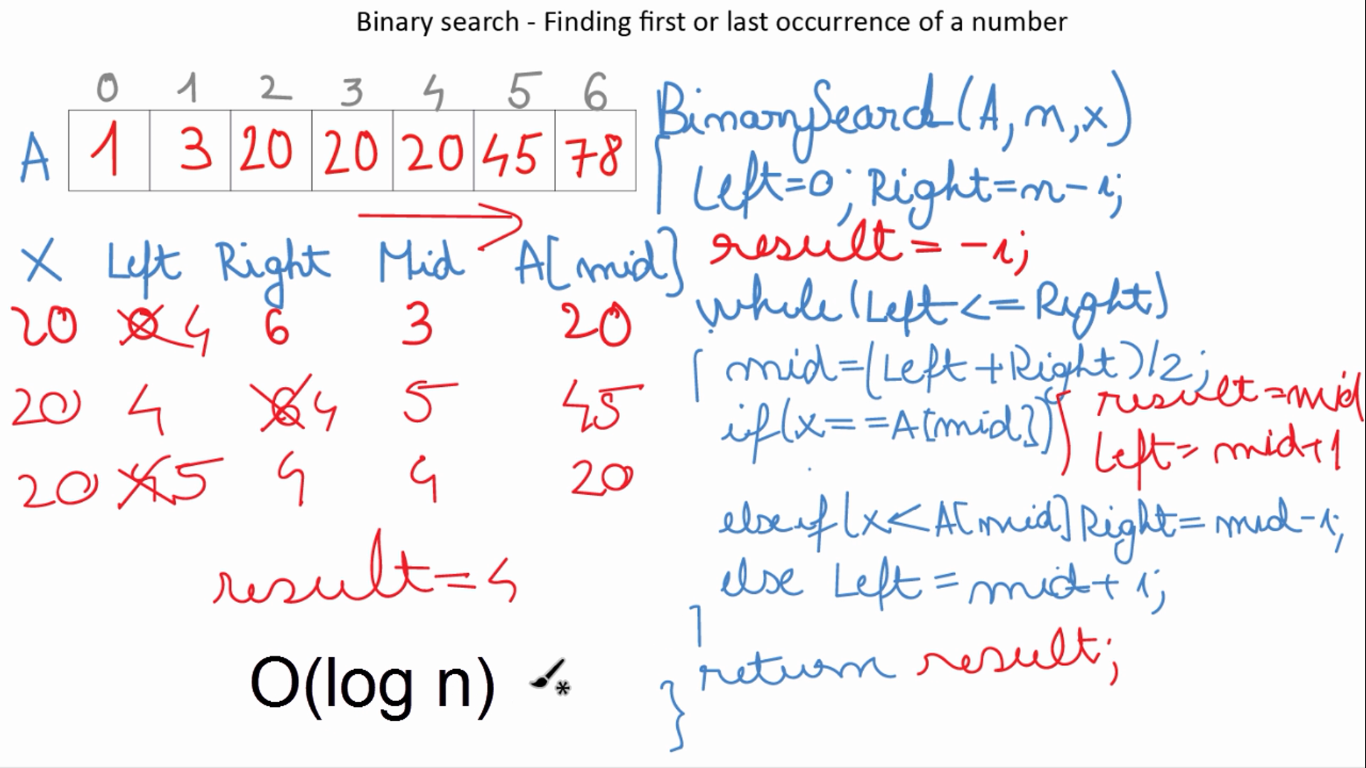 Binary search - Finding first or last occurrence of a number
0 1 2 3 4 5 6
A 1 3 20 20 20 45 78
X Left Right Mid A[mid]
20 0 4 6 3 20
20 4 6 4 5 45
20 4 5 4 4 20
result=4
O(log n)
BinarySearch(A,n,x)
{ Left=0; Right=n-1;
result = -1;
while(Left<=Right)
{ mid=(Left+Right)/2;
if(x==A[mid]) { result=mid
Left=mid+1
elseif(x<A[mid] Right=mid-1;
else Left=mid+1;
}
return result;
}